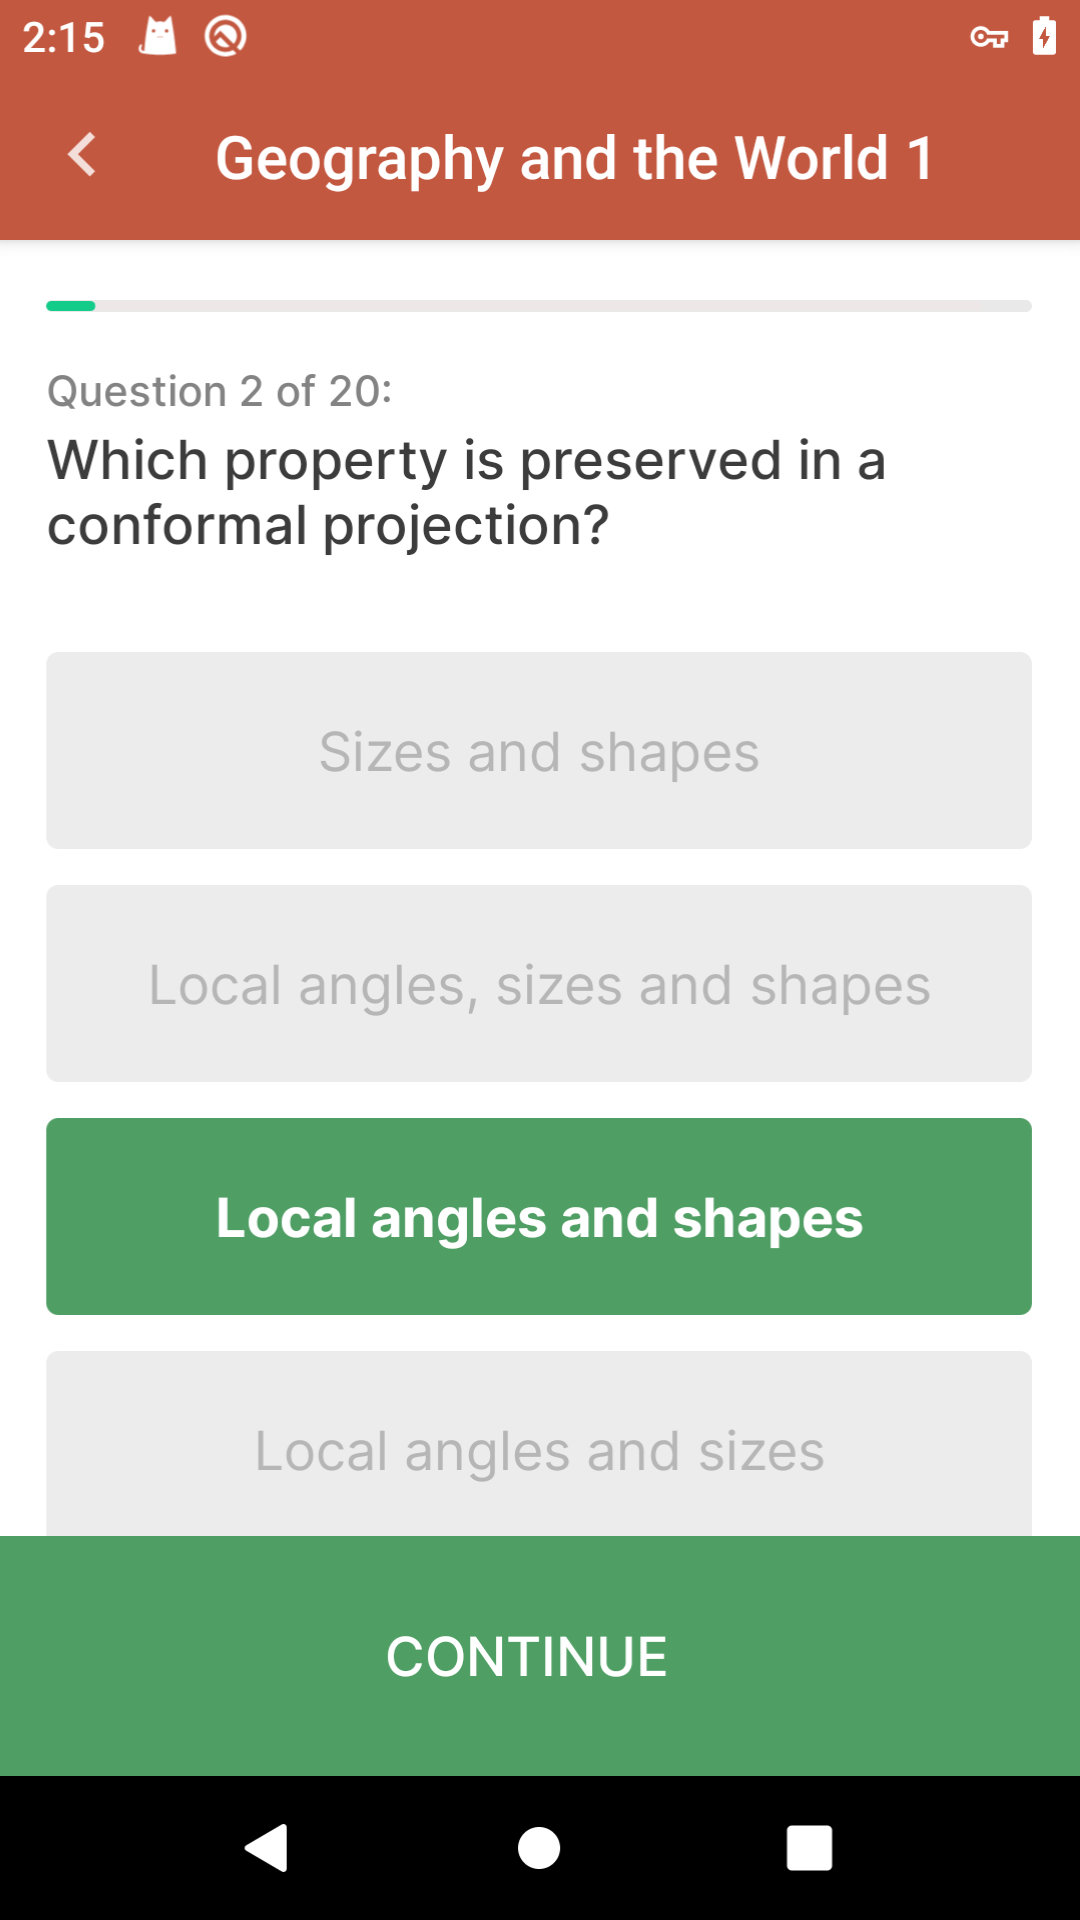 2:15
Geography and the World 1
Question 2 of 20:
Which property is preserved in a
conformal projection?
Sizes and shapes
Local angles, sizes and shapes
Local angles and shapes
Local angles and sizes
CONTINUE